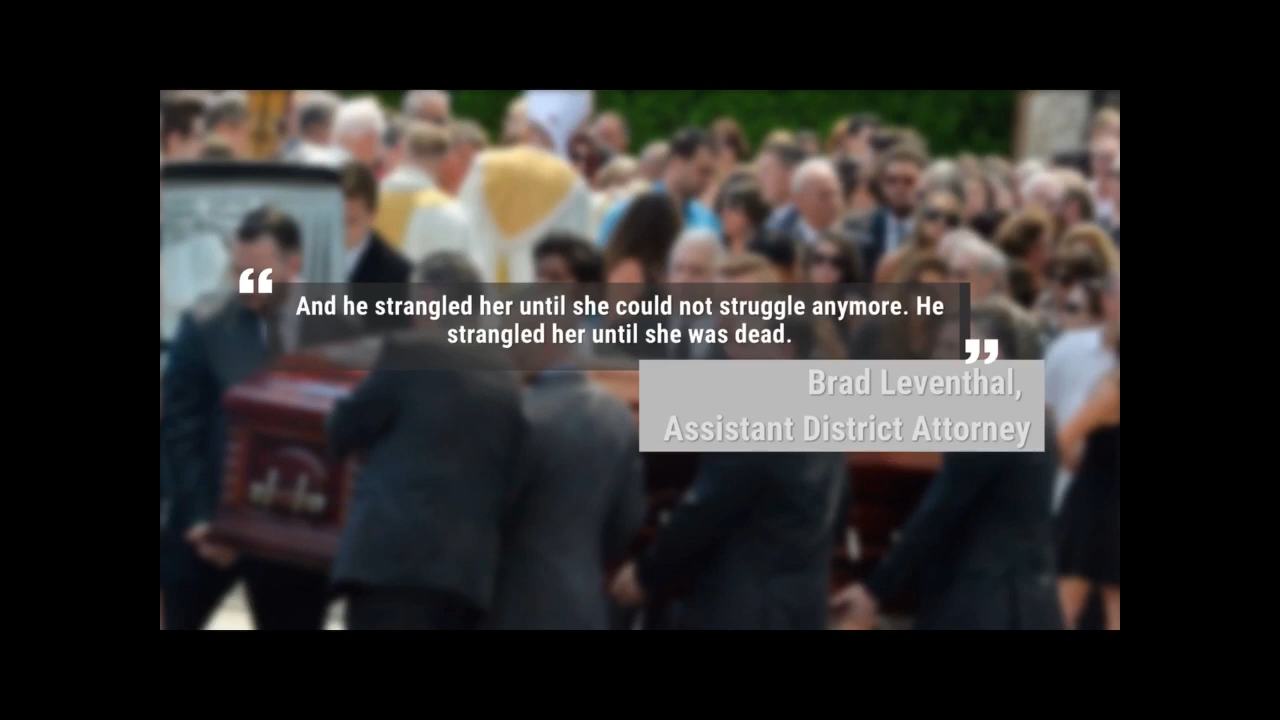 “
And he strangled her until she could not struggle anymore. He
strangled her until she was dead.
”
Brad Leventhal,
Assistant District Attorney